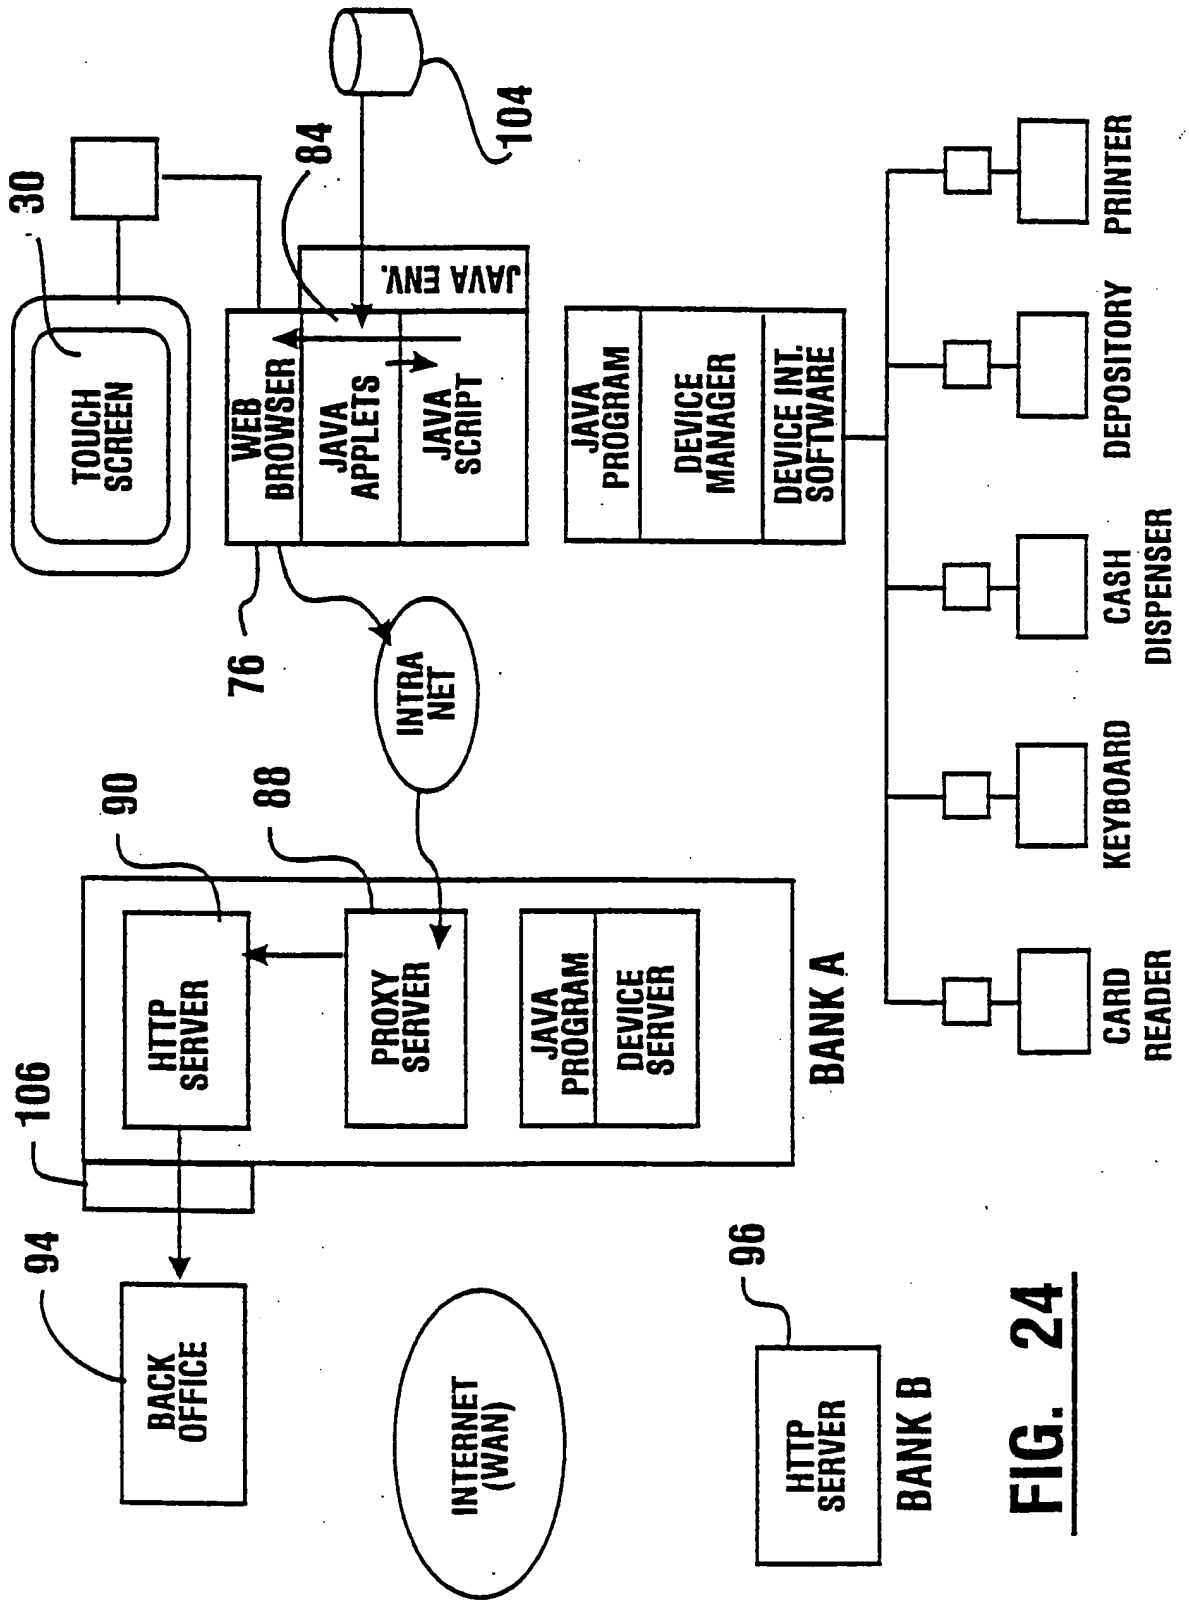 94
BACK
OFFICE
106
90
HTTP
SERVER
88
PROXY
SERVER
JAVA
PROGRAM
DEVICE
SERVER
BANK A
INTERNET
(WAN)
96
HTTP
SERVER
BANK B
30
TOUCH
SCREEN
76
WEB
BROWSER
JAVA
APPLETS
JAVA
SCRIPT
JAVA ENV.
84
104
INTRA
NET
JAVA
PROGRAM
DEVICE
MANAGER
DEVICE INT.
SOFTWARE
CARD
READER
KEYBOARD
CASH
DISPENSER
DEPOSITORY
PRINTER
FIG. 24